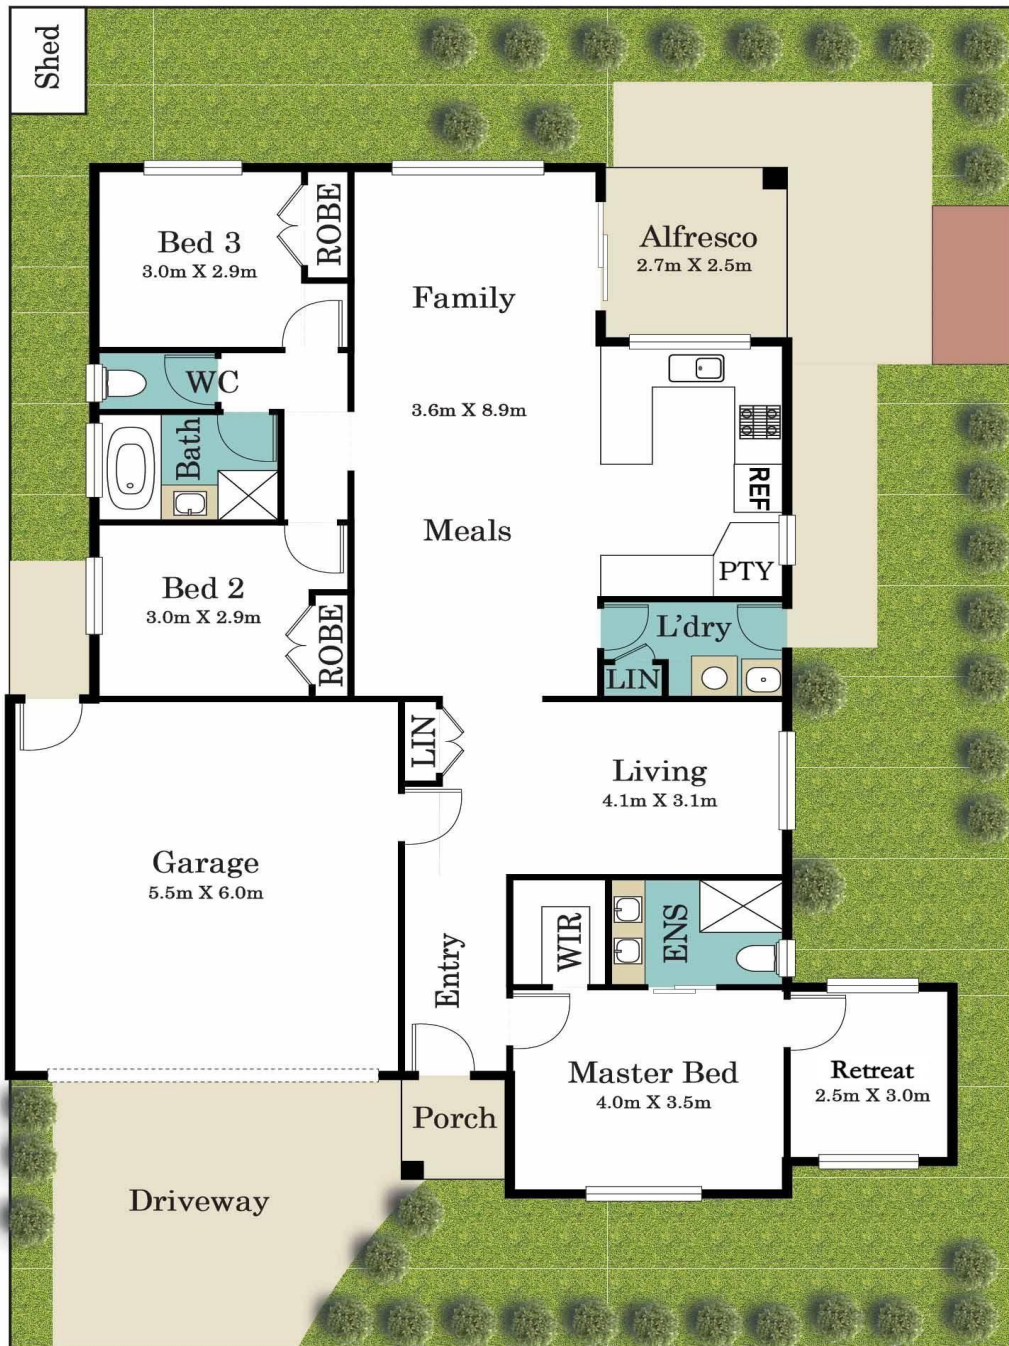 Shed
Bed 3
3.0m X 2.9m
ROBE
Family
3.6m X 8.9m
Meals
Alfresco
2.7m X 2.5m
WC
Bath
REF
PTY
Bed 2
3.0m X 2.9m
ROBE
L'dry
LIN
LIN
Living
4.1m X 3.1m
Garage
5.5m X 6.0m
Entry
WIR
ENS
Master Bed
4.0m X 3.5m
Retreat
2.5m X 3.0m
Porch
Driveway